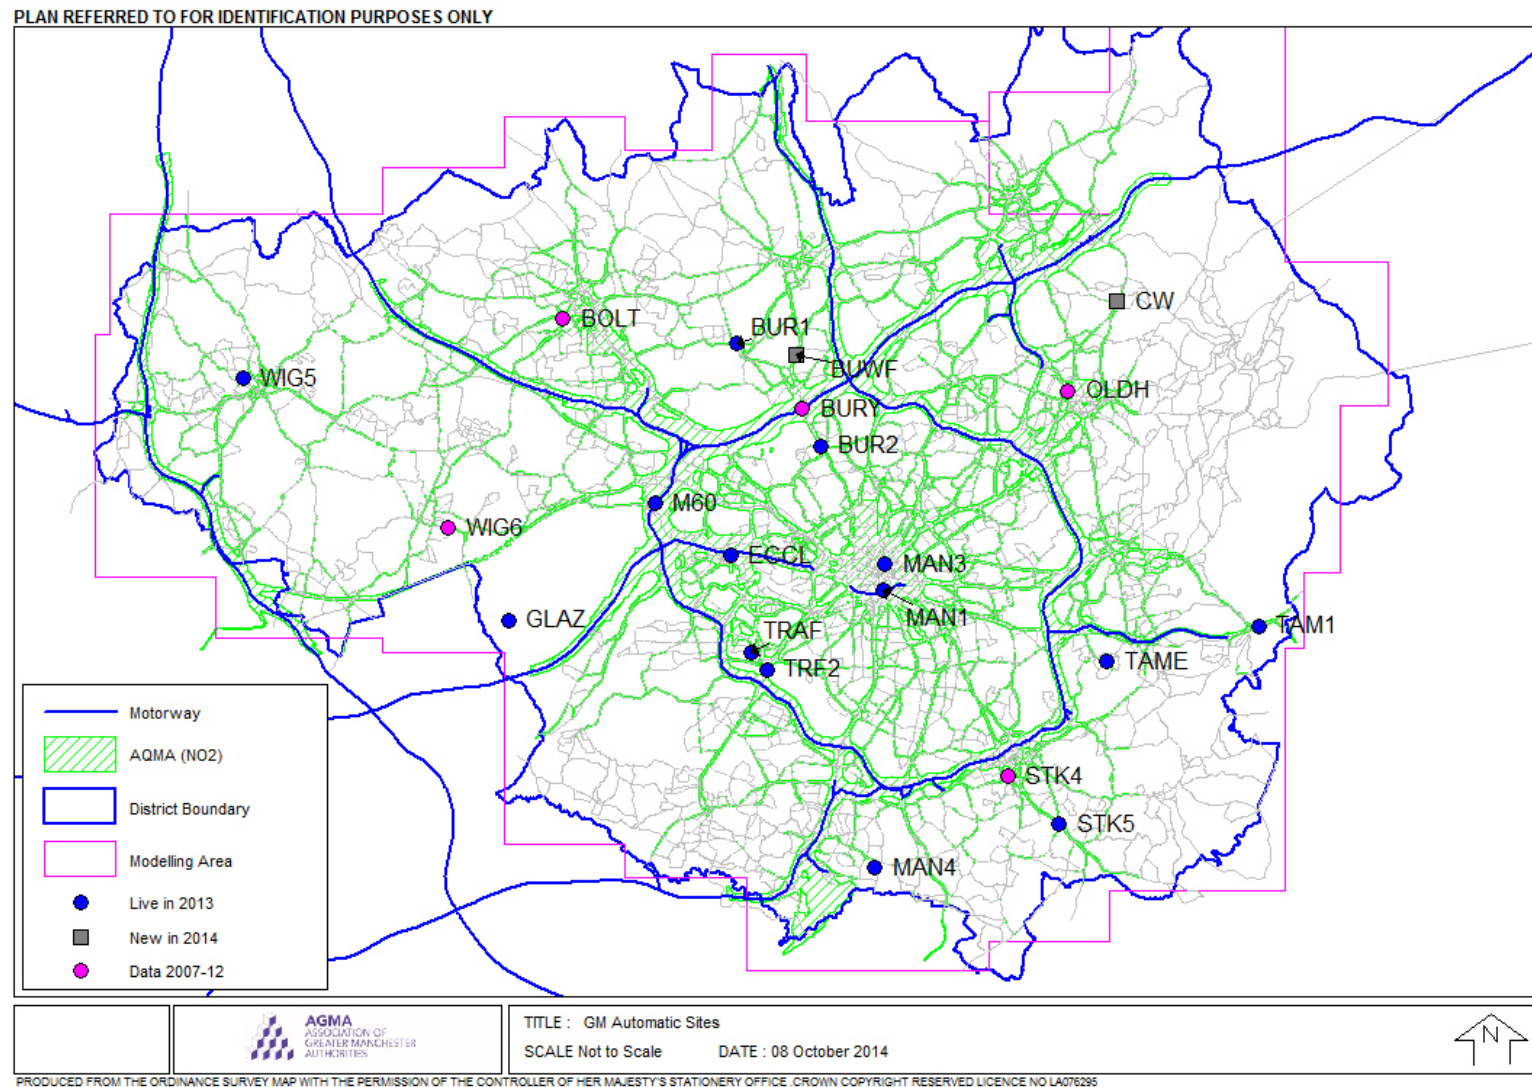 PLAN REFERRED TO FOR IDENTIFICATION PURPOSES ONLY
CW
BOLT
BUR1
BUWF
WIG5
OLDH
BURY
BUR2
M60
WIG6
ECCL
MAN3
MAN1
GLAZ
TRAF
TAM1
TRF2
TAME
STK4
STK5
MAN4
Motorway
AQMA (NO2)
District Boundary
Modelling Area
Live in 2013
New in 2014
Data 2007-12
AGMA
ASSOCIATION OF
GREATER MANCHESTER
AUTHORITIES
TITLE : GM Automatic Sites
SCALE Not to Scale DATE : 08 October 2014
N
PRODUCED FROM THE ORDINANCE SURVEY MAP WITH THE PERMISSION OF THE CONTROLLER OF HER MAJESTY'S STATIONERY OFFICE .CROWN COPYRIGHT RESERVED LICENCE NO LA076295